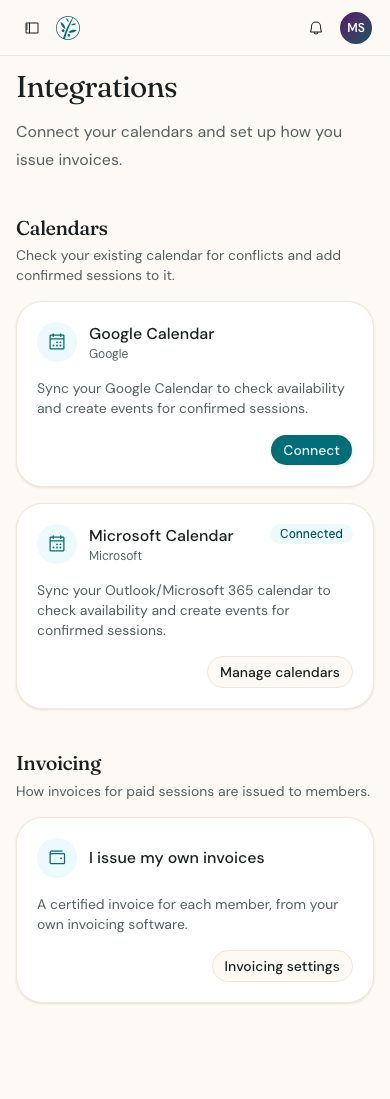 MS
Integrations
Connect your calendars and set up how you
issue invoices.
Calendars
Check your existing calendar for conflicts and add
confirmed sessions to it.
Google Calendar
Google
Sync your Google Calendar to check availability
and create events for confirmed sessions.
Connect
Microsoft Calendar
Connected
Microsoft
Sync your Outlook/Microsoft 365 calendar to
check availability and create events for
confirmed sessions.
Manage calendars
Invoicing
How invoices for paid sessions are issued to members.
I issue my own invoices
A certified invoice for each member, from your
own invoicing software.
Invoicing settings